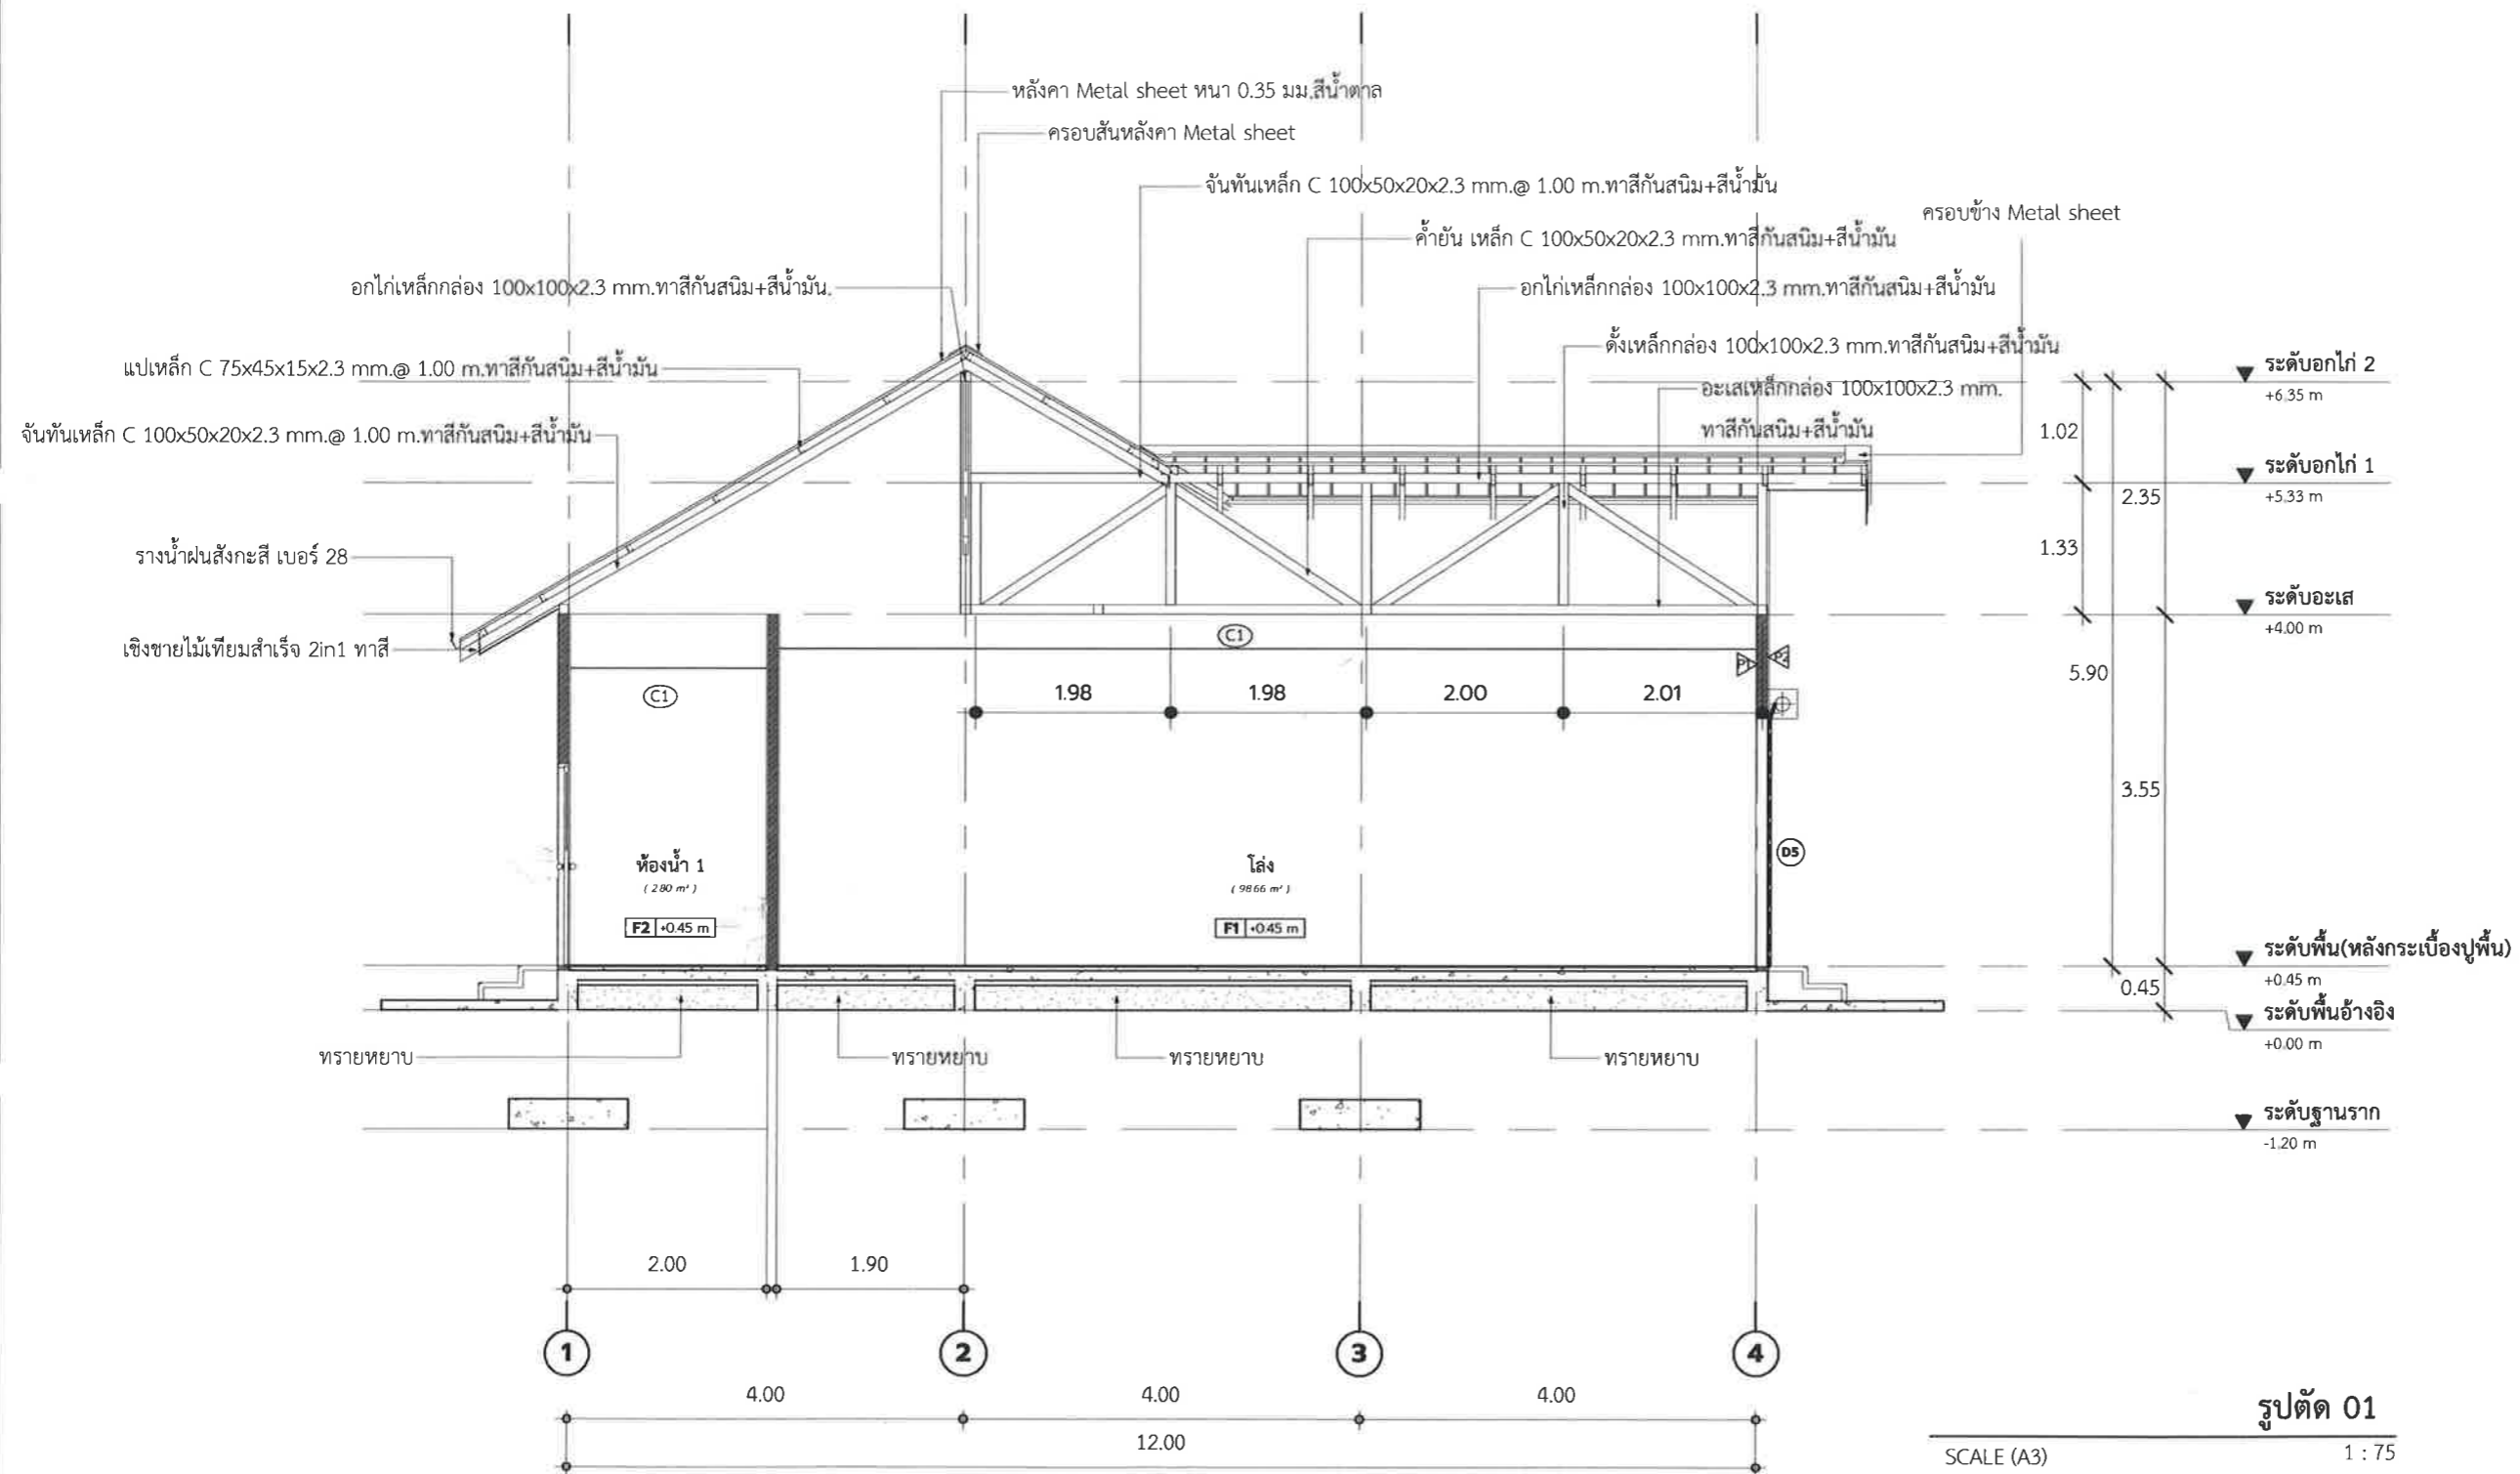 หลังคา Metal sheet หนา 0.35 มม.สีน้ำตาล
ครอบสันหลังคา Metal sheet
จันทันเหล็ก C 100x50x20x2.3 mm.@ 1.00 m.ทาสีกันสนิม+สีน้ำมัน
ครอบข้าง Metal sheet
ค้ำยัน เหล็ก C 100x50x20x2.3 mm.ทาสีกันสนิม+สีน้ำมัน
อกไก่เหล็กกล่อง 100x100x2.3 mm.ทาสีกันสนิม+สีน้ำมัน.
อกไก่เหล็กกล่อง 100x100x2.3 mm.ทาสีกันสนิม+สีน้ำมัน
ดั้งเหล็กกล่อง 100x100x2.3 mm.ทาสีกันสนิม+สีน้ำมัน
แปเหล็ก C 75x45x15x2.3 mm.@ 1.00 m.ทาสีกันสนิม+สีน้ำมัน
อะเสเหล็กกล่อง 100x100x2.3 mm.
ทาสีกันสนิม+สีน้ำมัน
จันทันเหล็ก C 100x50x20x2.3 mm.@ 1.00 m.ทาสีกันสนิม+สีน้ำมัน
ระดับอกไก่ 2
+6.35 m
1.02
ระดับอกไก่ 1
+5.33 m
2.35
1.33
รางน้ำฝนสังกะสี เบอร์ 28
ระดับอะเส
+4.00 m
เชิงชายไม้เทียมสำเร็จ 2in1 ทาสี
C1
C1
P1
P2
5.90
1.98
1.98
2.00
2.01
3.55
D5
ห้องน้ำ 1
( 2.80 m² )
F2 +0.45 m
โล่ง
( 98.66 m² )
F1 +0.45 m
ระดับพื้น(หลังกระเบื้องปูพื้น)
+0.45 m
0.45
ระดับพื้นอ้างอิง
+0.00 m
ทรายหยาบ
ทรายหยาบ
ทรายหยาบ
ทรายหยาบ
ระดับฐานราก
-1.20 m
2.00
1.90
1
2
3
4
4.00
4.00
4.00
12.00
รูปตัด 01
SCALE (A3)
1 : 75